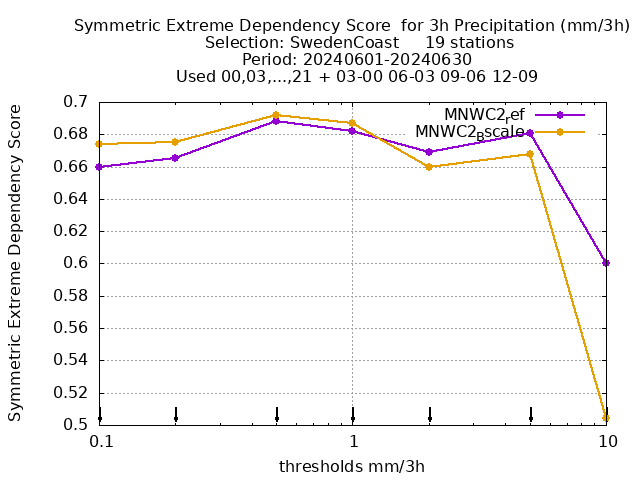 Symmetric Extreme Dependency Score  for 3h Precipitation (mm/3h)
Selection: SwedenCoast     19 stations
Period: 20240601-20240630
Used 00,03,...,21 + 03-00 06-03 09-06 12-09
MNWC2ref
MNWC2Bscale
Symmetric Extreme Dependency Score
0.7
0.68
0.66
0.64
0.62
0.6
0.58
0.56
0.54
0.52
0.5
0.1
1
10
thresholds mm/3h